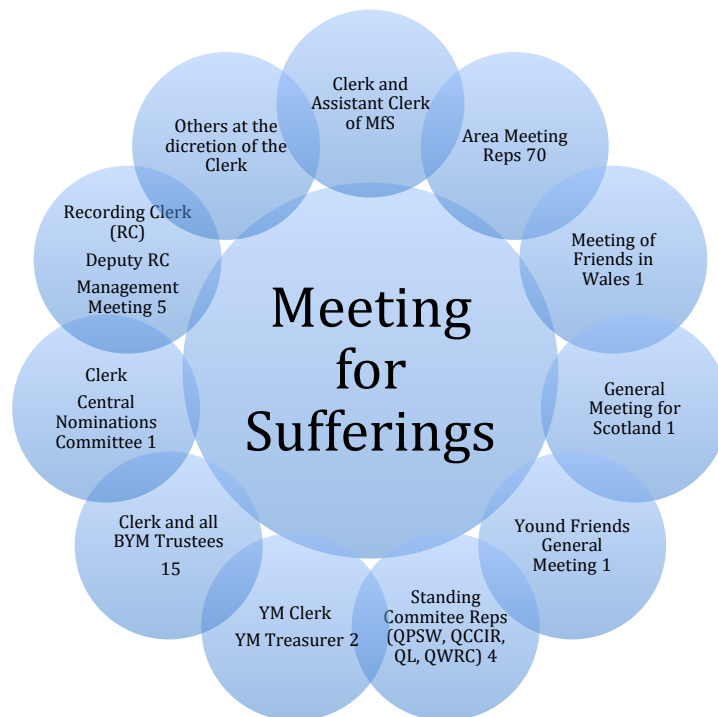 Meeting
for
Sufferings
Clerk and
Assistant Clerk
of MfS
Area Meeting
Reps 70
Meeting of
Friends in
Wales 1
General
Meeting for
Scotland 1
Yound Friends
General
Meeting 1
Standing
Commitee Reps
(QPSW, QCCIR,
QL, QWRC) 4
YM Clerk
YM Treasurer 2
Clerk and all
BYM Trustees
15
Clerk
Central
Nominations
Committee 1
Recording Clerk
(RC)
Deputy RC
Management
Meeting 5
Others at the
dicretion of the
Clerk